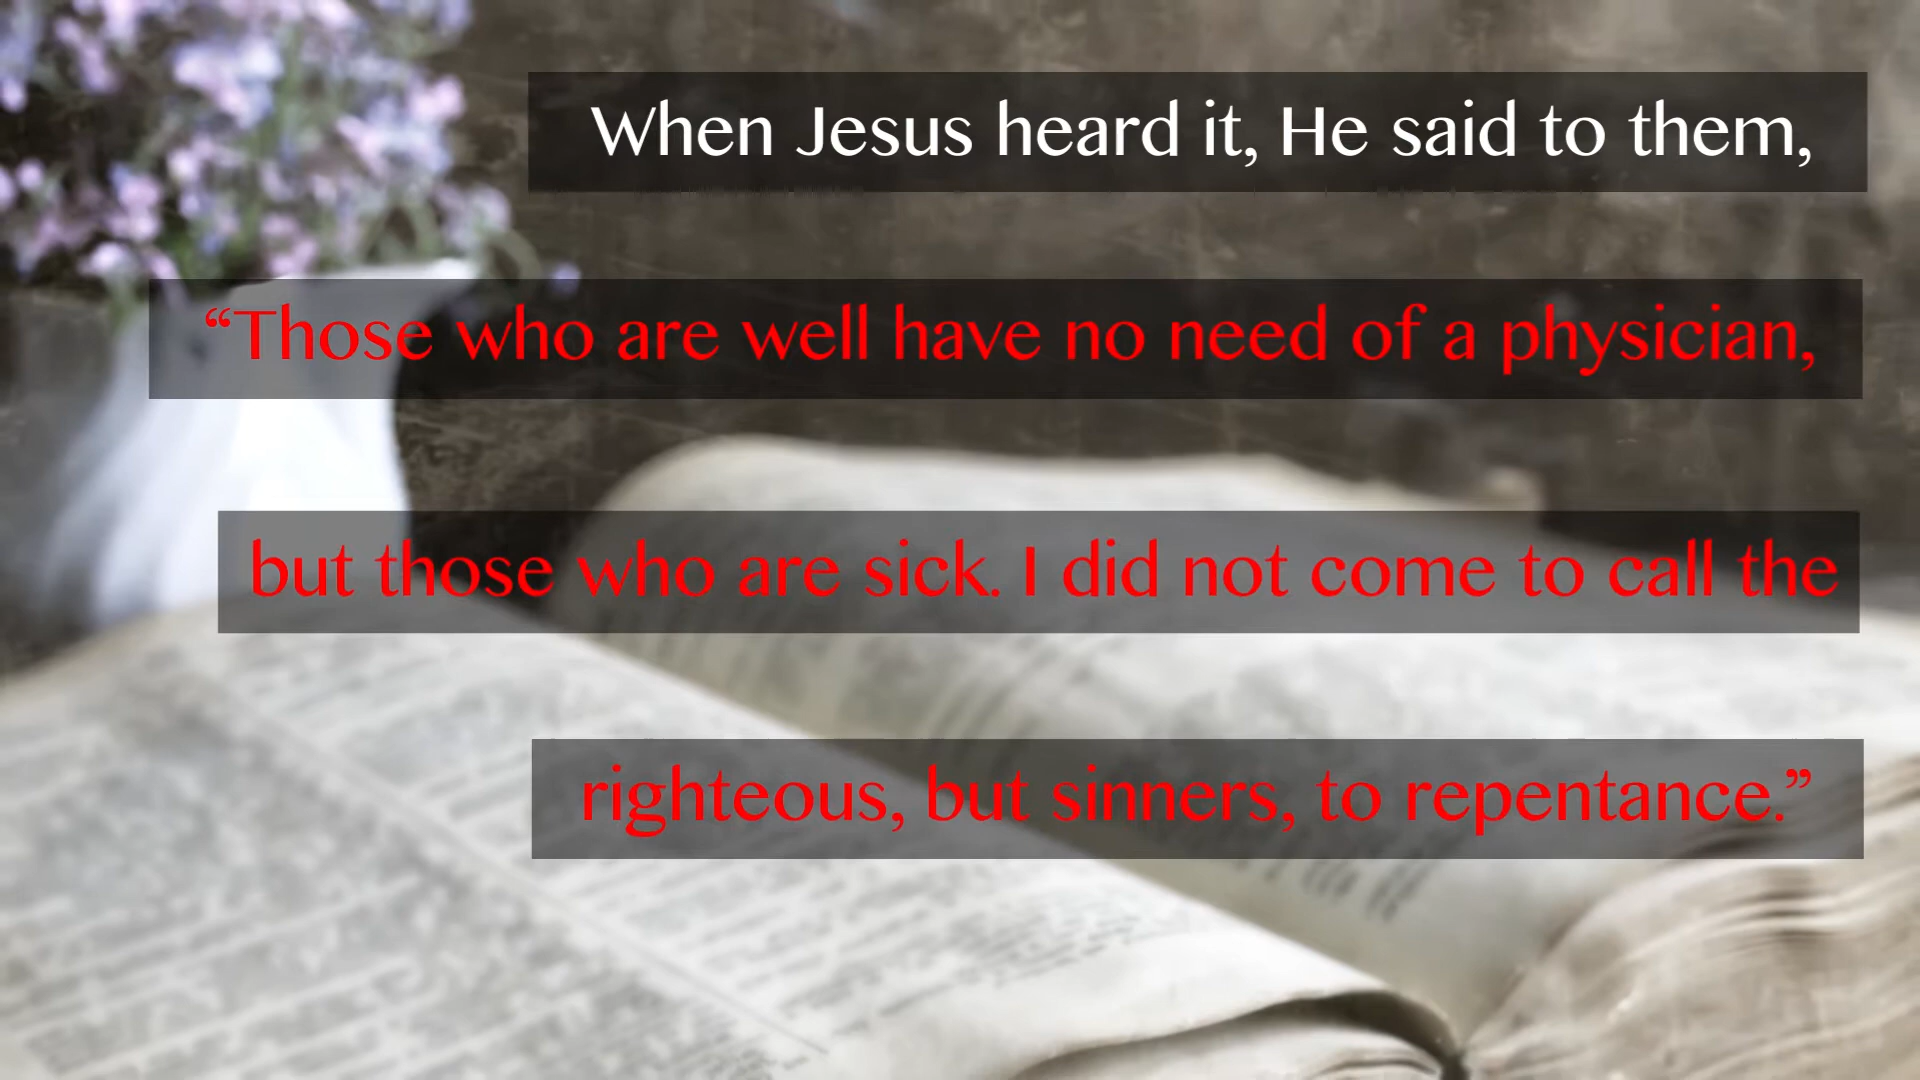 When Jesus heard it, He said to them,
“Those who are well have no need of a physician,
but those who are sick. I did not come to call the
righteous, but sinners, to repentance.”